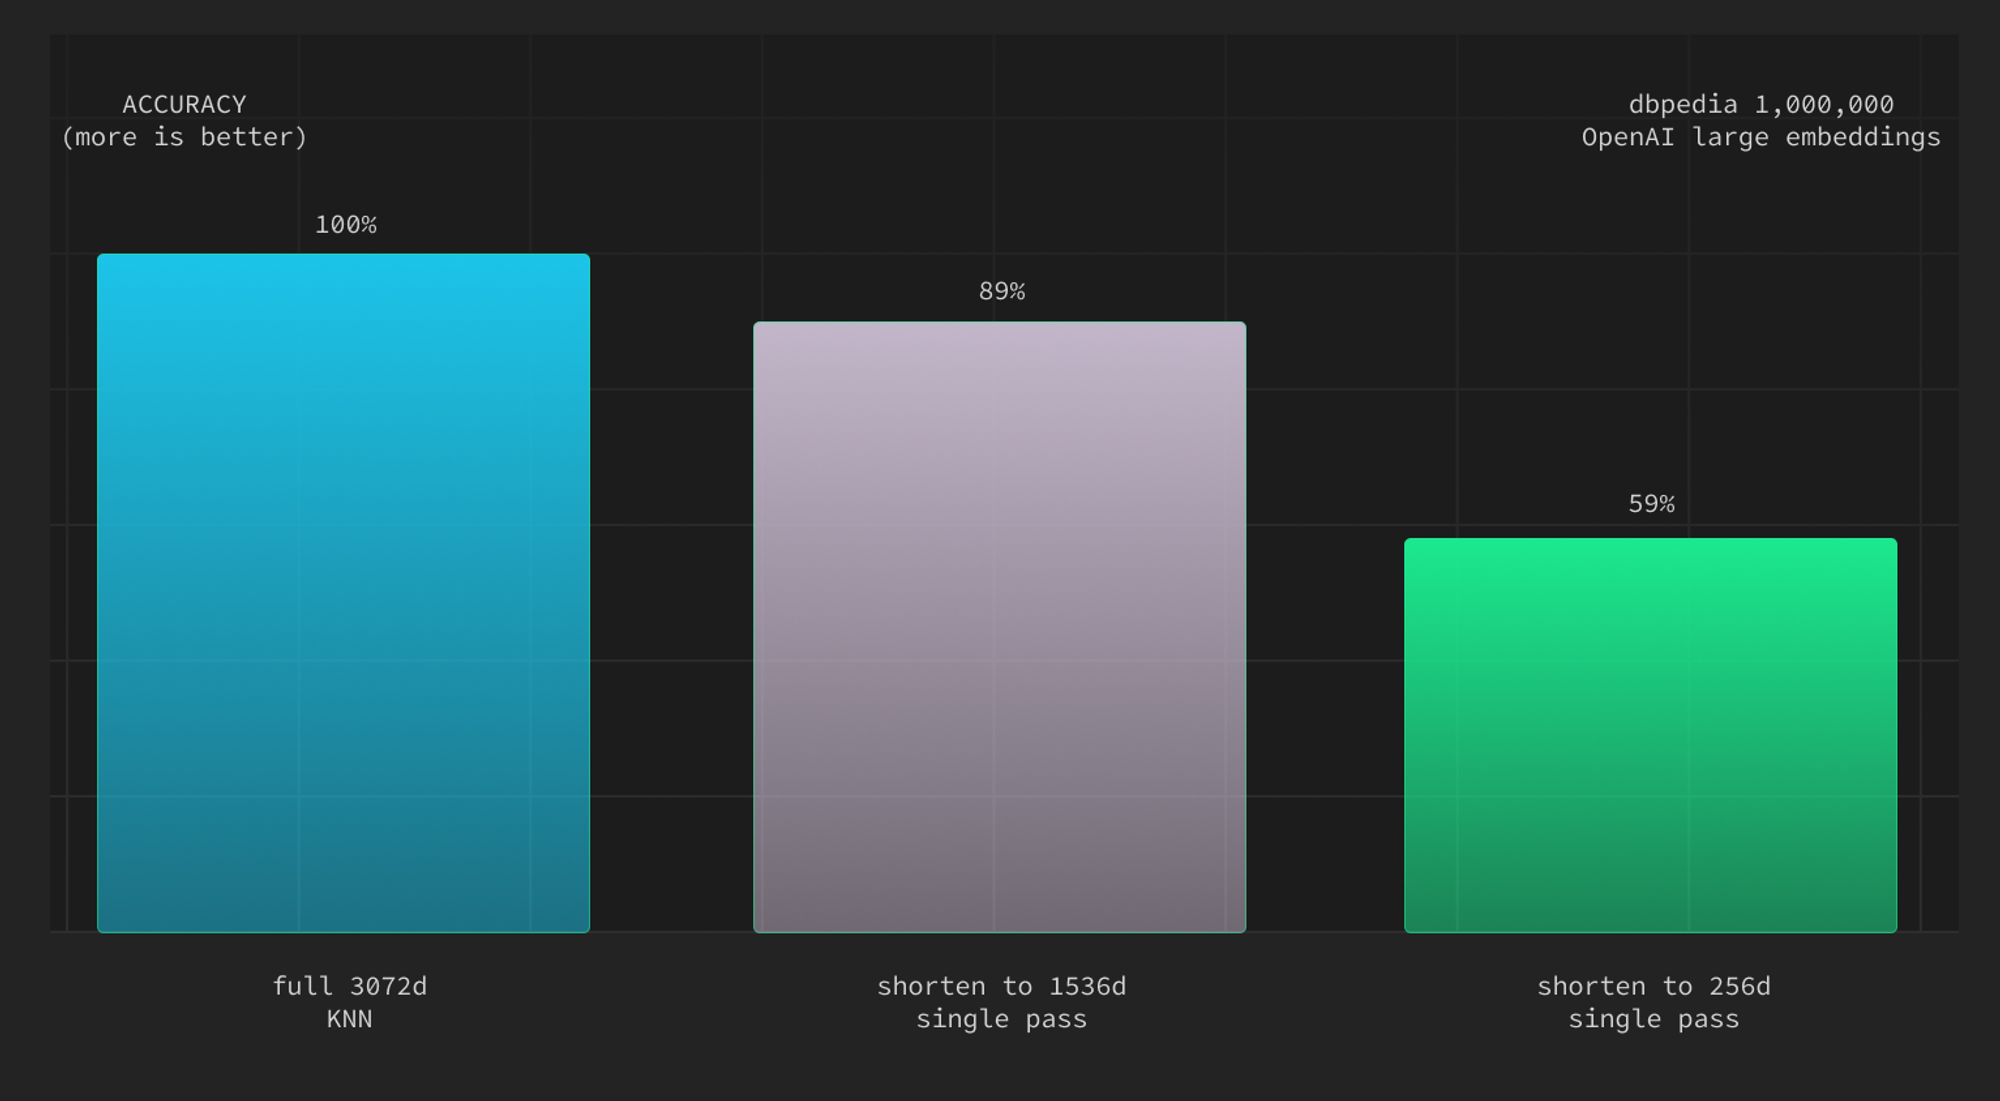 ACCURACY
(more is better)
dbpedia 1,000,000
OpenAI large embeddings
100%
89%
59%
full 3072d
KNN
shorten to 1536d
single pass
shorten to 256d
single pass